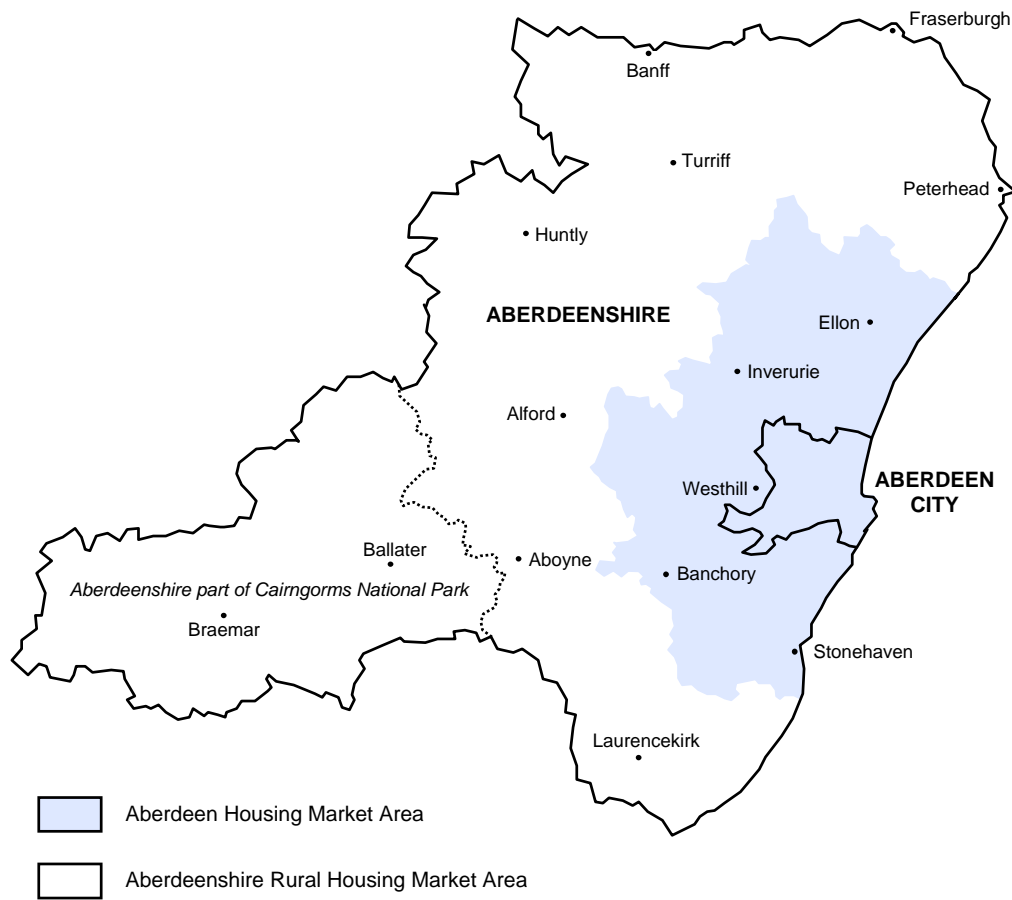 Fraserburgh
Banff
Turriff
Peterhead
Huntly
ABERDEENSHIRE
Ellon
Inverurie
Alford
Westhill
ABERDEEN
CITY
Ballater
Aboyne
Banchory
Aberdeenshire part of Cairngorms National Park
Braemar
Stonehaven
Laurencekirk
Aberdeen Housing Market Area
Aberdeenshire Rural Housing Market Area